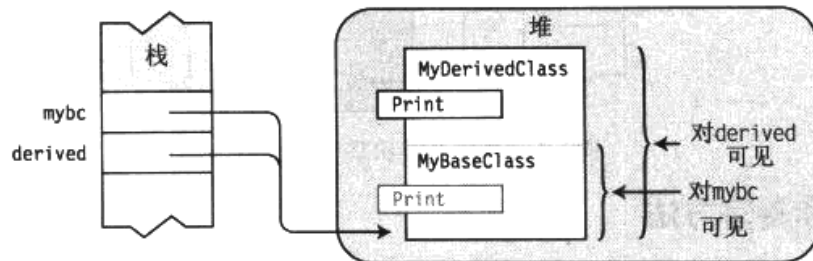 栈
mybc
derived
堆
MyDerivedClass
Print
MyBaseClass
Print
对derived
可见
对mybc
可见